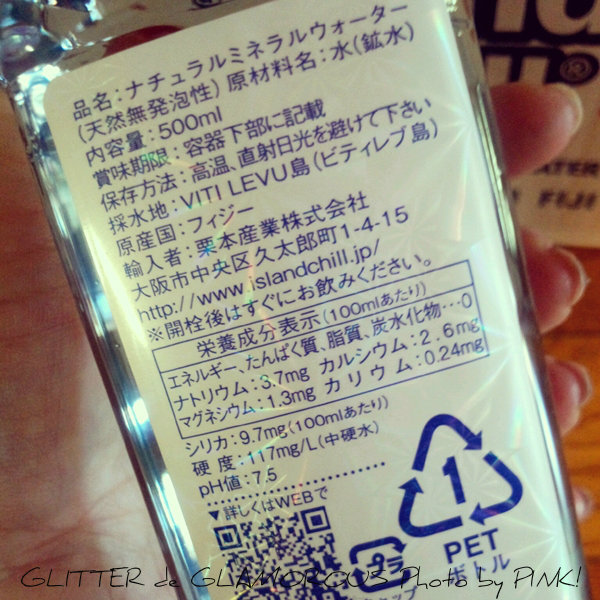 品名：ナチュラルミネラルウォーター
(天然無発泡性) 原材料名：水(鉱水)
内容量：500ml
賞味期限：容器下部に記載
保存方法：高温、直射日光を避けて下さい
採水地：VITI LEVU島(ビティレブ島)
原産国：フィジー
輸入者：栗本産業株式会社
大阪市中央区久太郎町1-4-15
http://www.islandchill.jp/
※開栓後はすぐにお飲みください。
栄養成分表示(100mlあたり)
エネルギー、たんぱく質、脂質、炭水化物…0
ナトリウム：3.7mg カルシウム：2.6mg
マグネシウム：1.3mg カリウム：0.24mg
シリカ：9.7mg(100mlあたり)
硬度：117mg/L(中硬水)
pH値：7.5
▼詳しくはWEBで
1
PET
ボトル
プラ
キャップ
ATER
FIJI
GLITTER de GLAMOROUS Photo by PINK!